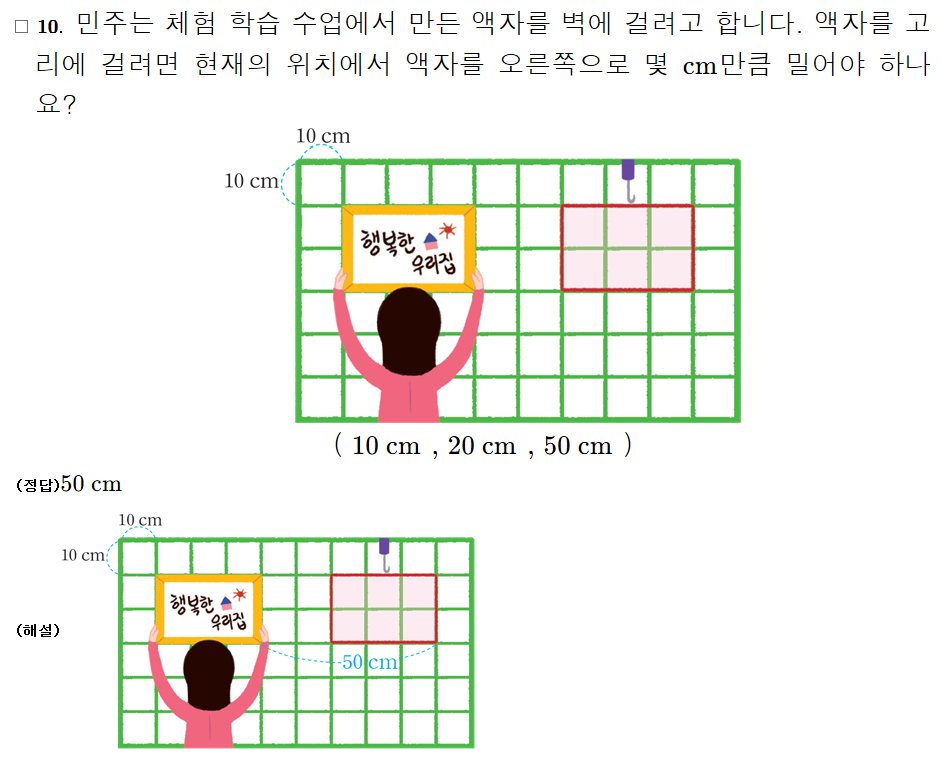 □ 10. 민주는 체험 학습 수업에서 만든 액자를 벽에 걸려고 합니다. 액자를 고
리에 걸려면 현재의 위치에서 액자를 오른쪽으로 몇 cm만큼 밀어야 하나
요?
10 cm
10 cm
행복한
우리집
( 10 cm , 20 cm , 50 cm )
(정답)50 cm
10 cm
10 cm
행복한
우리집
(해설)
50 cm